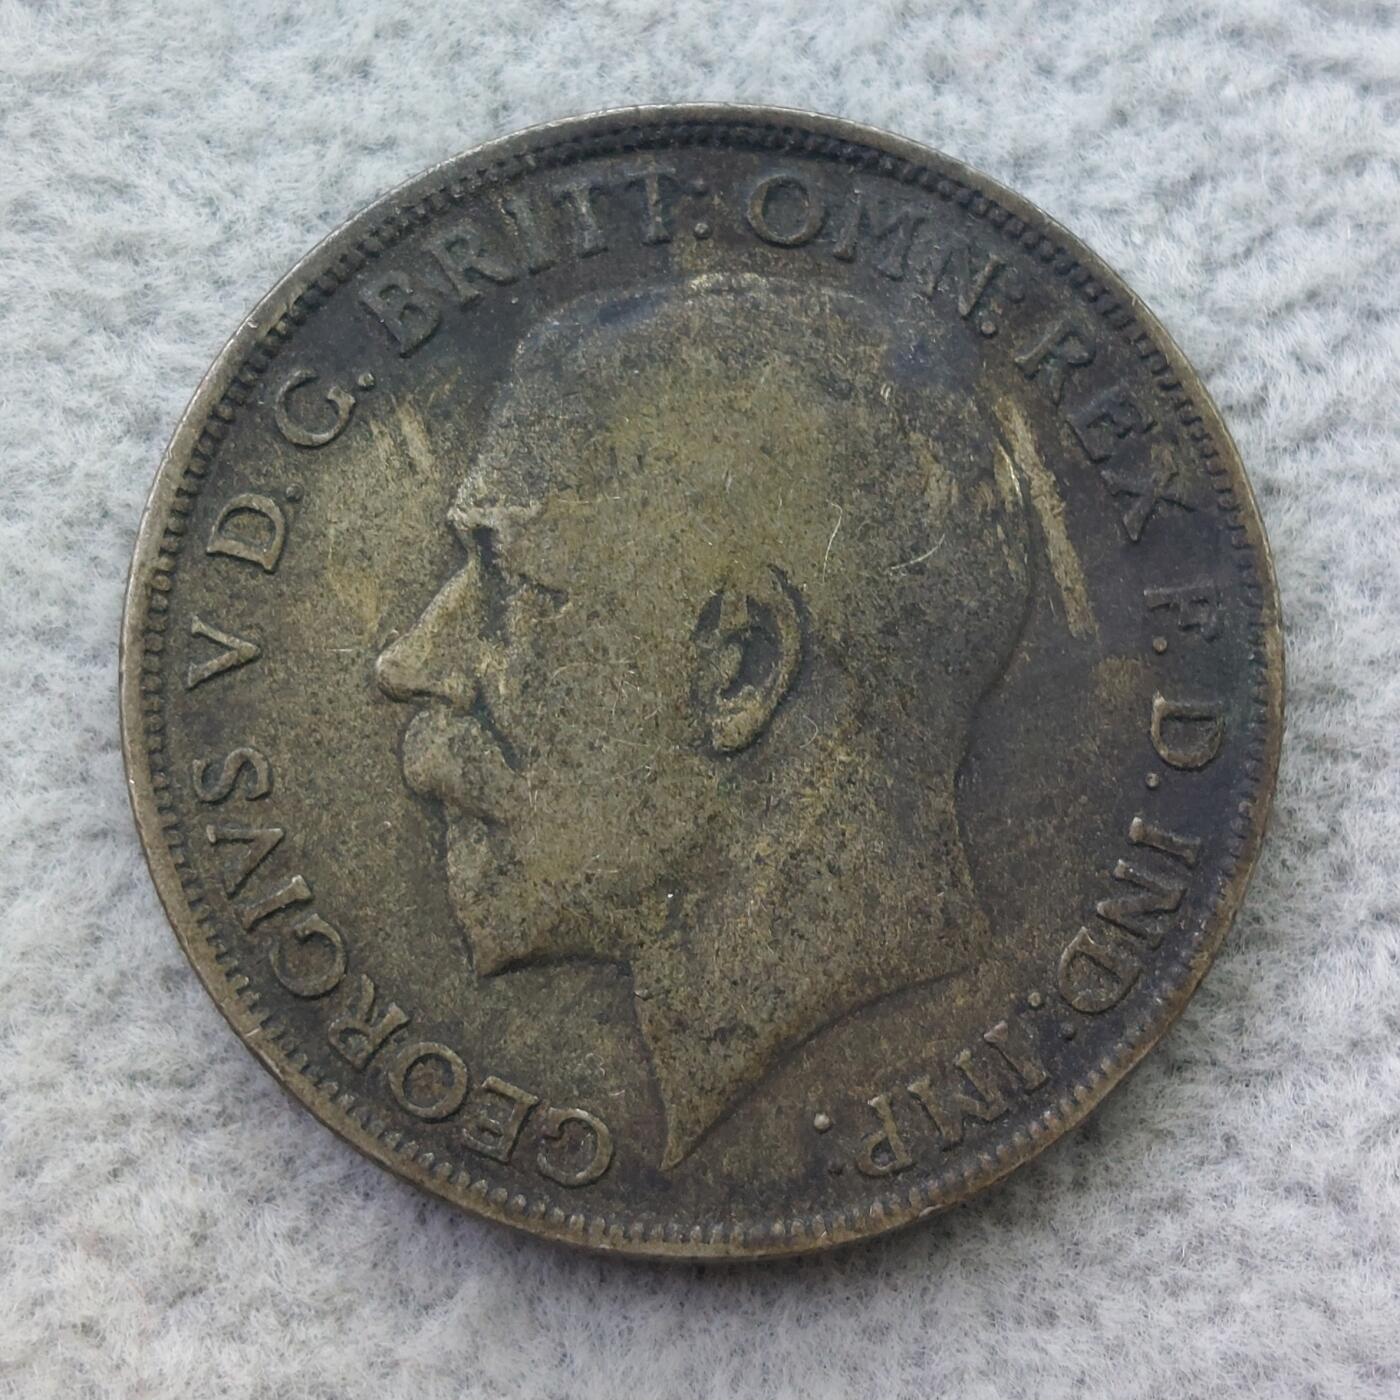 GEORGIVS V D. G. BRITT: OMN: REX F. D. IND: IMP: